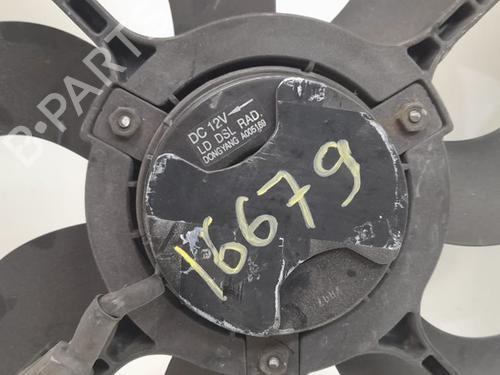 B-PARTS
DC 12V ←
LD DSL RAD.
DONGYANG A005169
16679